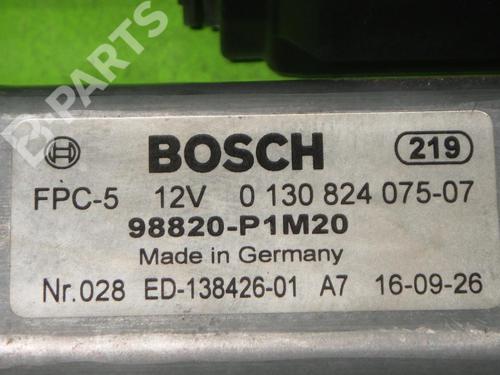 B-PARTS
BOSCH 219
FPC-5 12V 0 130 824 075-07
98820-P1M20
Made in Germany
Nr.028 ED-138426-01 A7 16-09-26